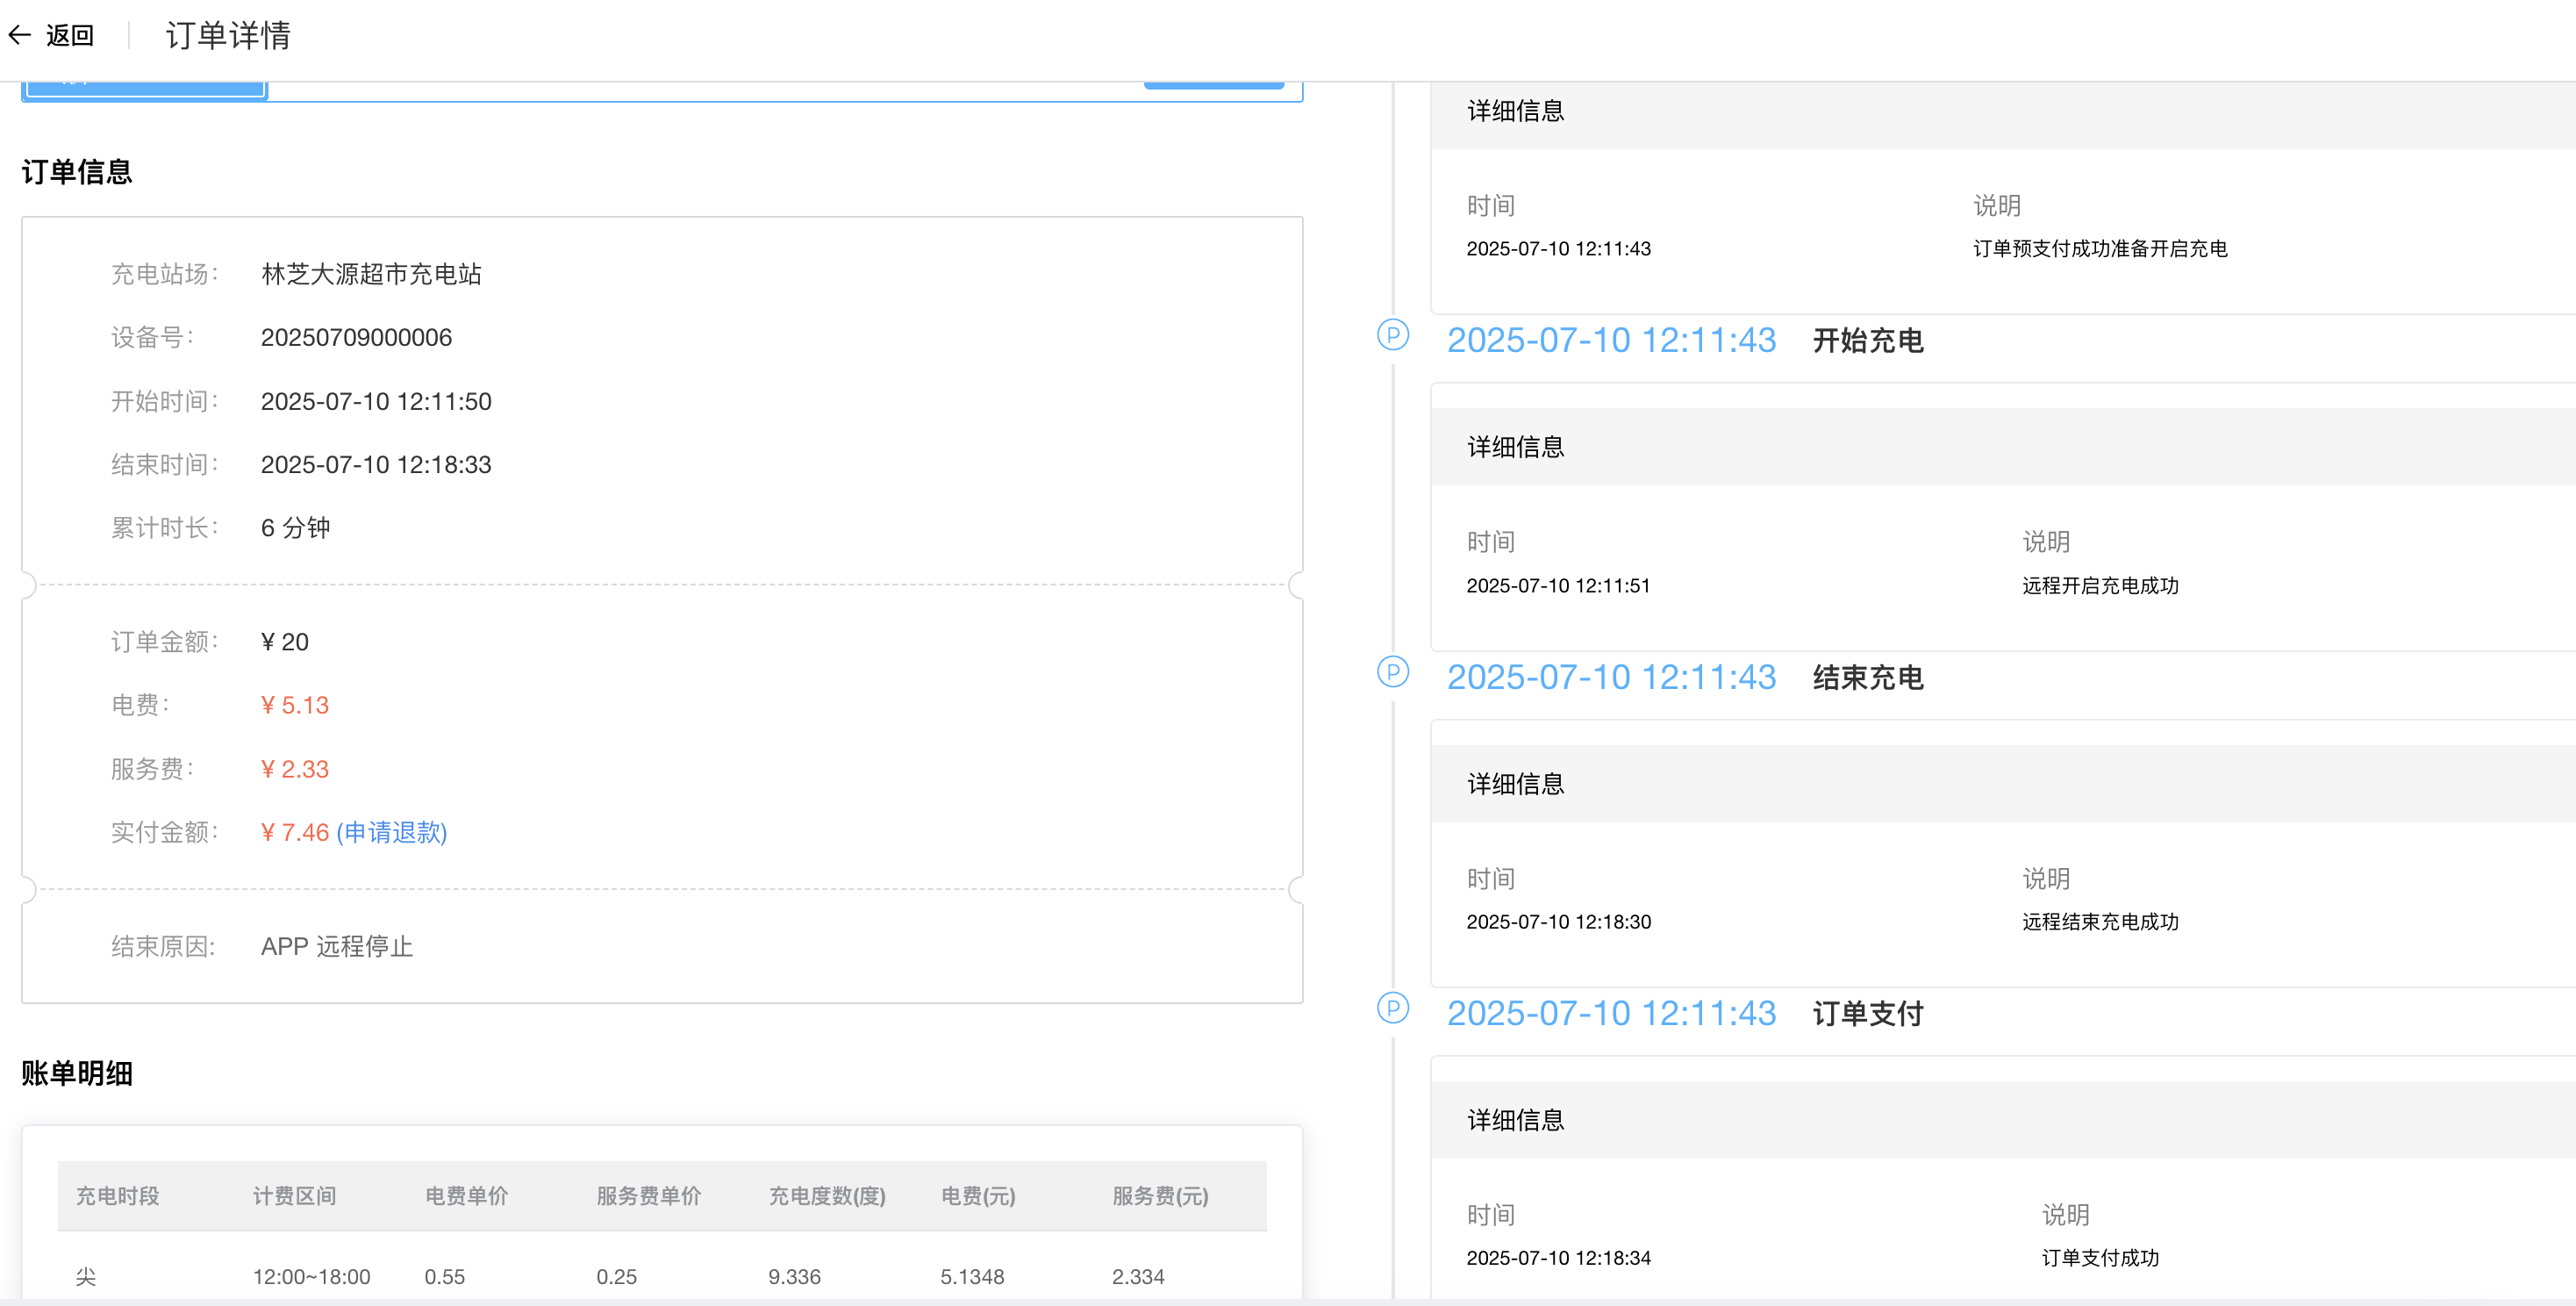 返回 订单详情
订单信息
充电站场： 林芝大源超市充电站
设备号： 20250709000006
开始时间： 2025-07-10 12:11:50
结束时间： 2025-07-10 12:18:33
累计时长： 6 分钟
订单金额： ¥ 20
电费： ¥ 5.13
服务费： ¥ 2.33
实付金额： ¥ 7.46 (申请退款)
结束原因: APP 远程停止
账单明细
充电时段 计费区间 电费单价 服务费单价 充电度数(度) 电费(元) 服务费(元)
尖 12:00~18:00 0.55 0.25 9.336 5.1348 2.334
详细信息
时间 说明
2025-07-10 12:11:43 订单预支付成功准备开启充电
P 2025-07-10 12:11:43 开始充电
详细信息
时间 说明
2025-07-10 12:11:51 远程开启充电成功
P 2025-07-10 12:11:43 结束充电
详细信息
时间 说明
2025-07-10 12:18:30 远程结束充电成功
P 2025-07-10 12:11:43 订单支付
详细信息
时间 说明
2025-07-10 12:18:34 订单支付成功